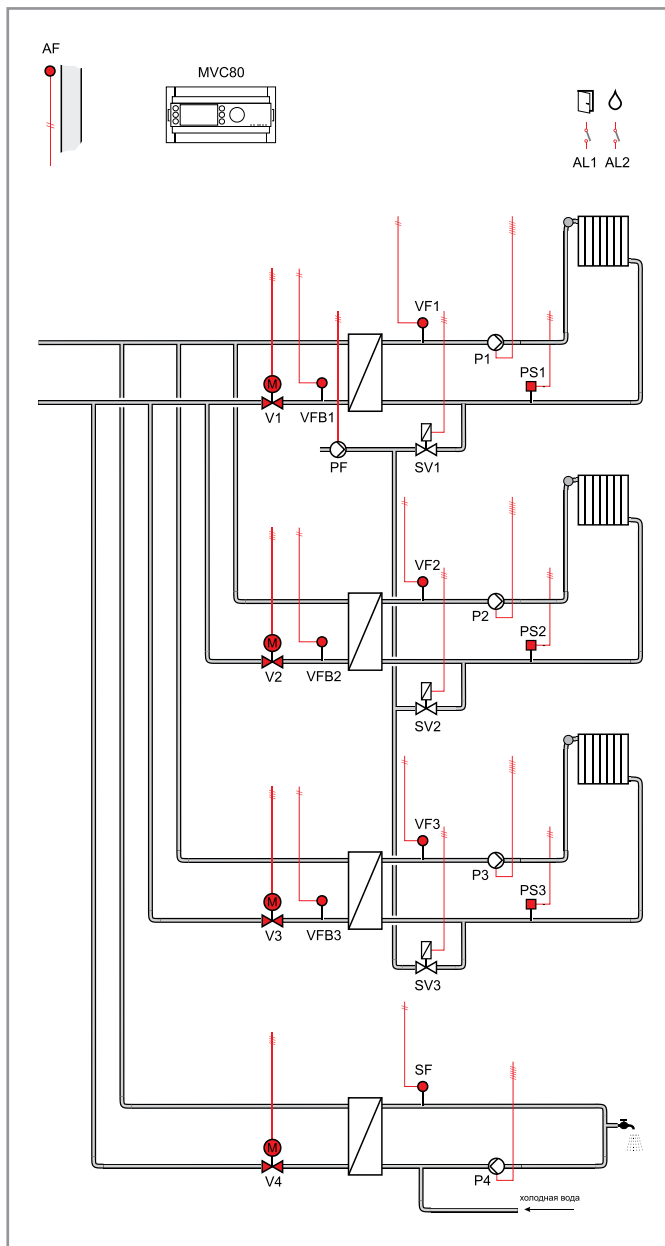 AF
MVC80
AL1 AL2
VF1
P1
PS1
V1
VFB1
PF
SV1
VF2
P2
PS2
V2
VFB2
SV2
VF3
P3
PS3
V3
VFB3
SV3
SF
V4
P4
холодная вода
M
M
M
M